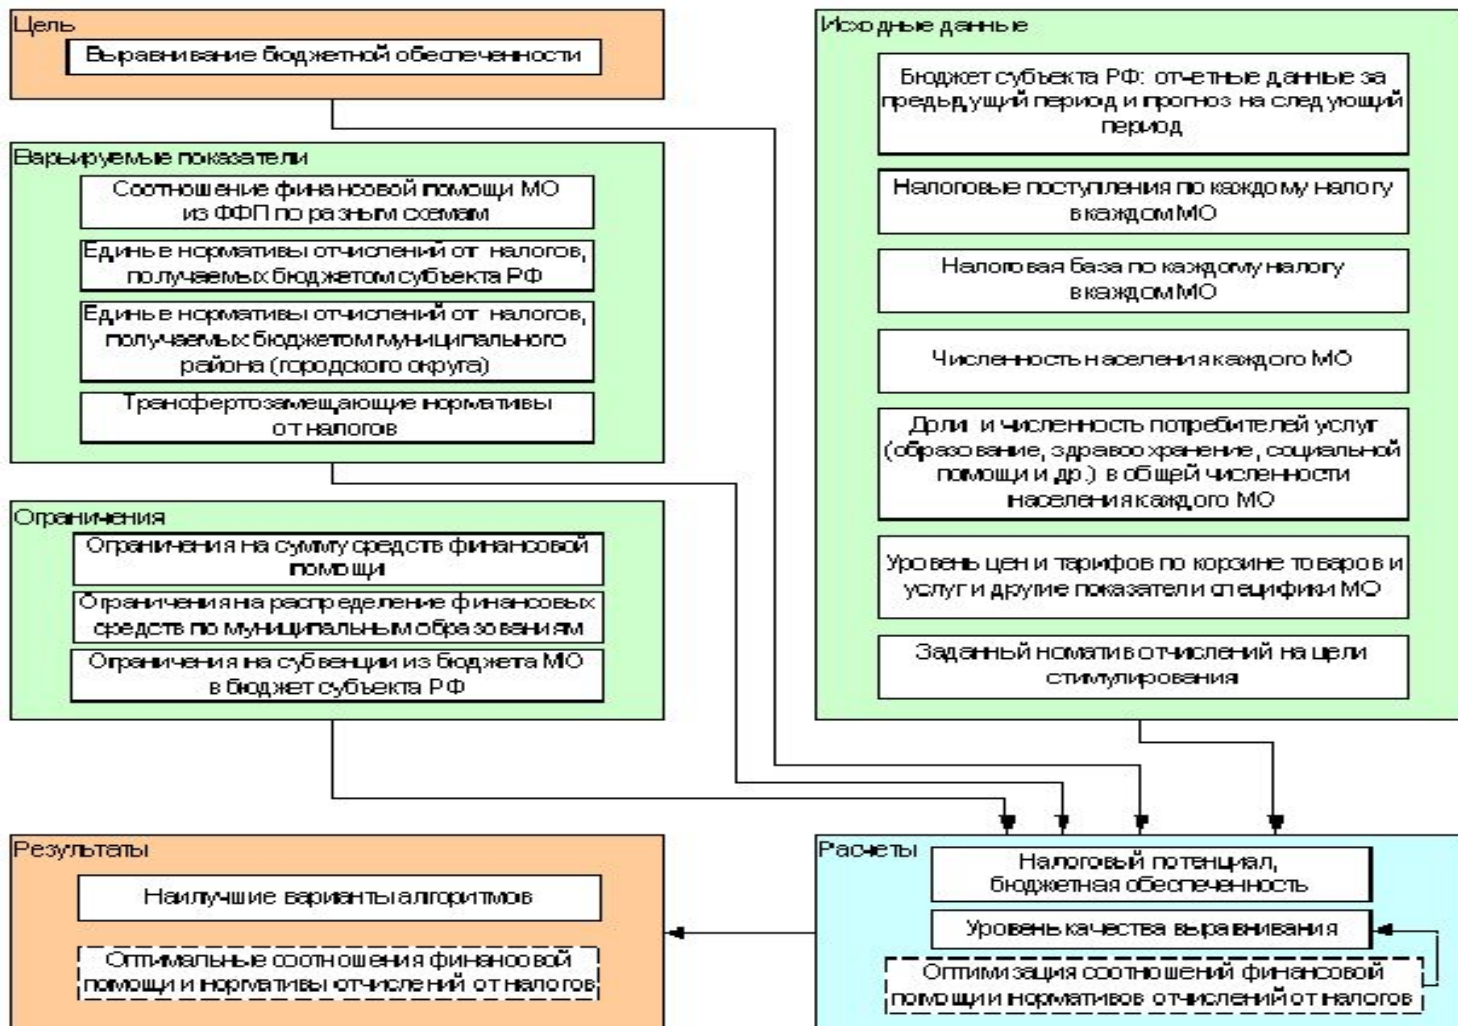 Цель
Выравнивание бюджетной обеспеченности
Варьируемые показатели
Соотношение финансовой помощи МО
из ФФП по разным схемам
Единые нормативы отчислений от налогов,
получаемых бюджетом субъекта РФ
Единые нормативы отчислений от налогов,
получаемых бюджетом муниципального
района (городского округа)
Трансфертозамещающие нормативы
от налогов
Ограничения
Ограничения на сумму средств финансовой
помощи
Ограничения на распределение финансовых
средств по муниципальным образованиям
Ограничения на субвенции из бюджета МО
в бюджет субъекта РФ
Исходные данные
Бюджет субъекта РФ: отчетные данные за
предыдущий период и прогноз на следующий
период
Налоговые поступления по каждому налогу
в каждом МО
Налоговая база по каждому налогу
в каждом МО
Численность населения каждого МО
Доли и численность потребителей услуг
(образование, здравоохранение, социальной
помощи и др.) в общей численности
населения каждого МО
Уровень цен и тарифов по корзине товаров и
услуг и другие показатели специфики МО
Заданный номатив отчислений на цели
стимулирования
Результаты
Наилучшие варианты алгоритмов
Оптимальные соотношения финансовой
помощи и нормативы отчислений от налогов
Расчеты
Налоговый потенциал,
бюджетная обеспеченность
Уровень качества выравнивания
Оптимизация соотношений финансовой
помощи и нормативов отчислений от налогов